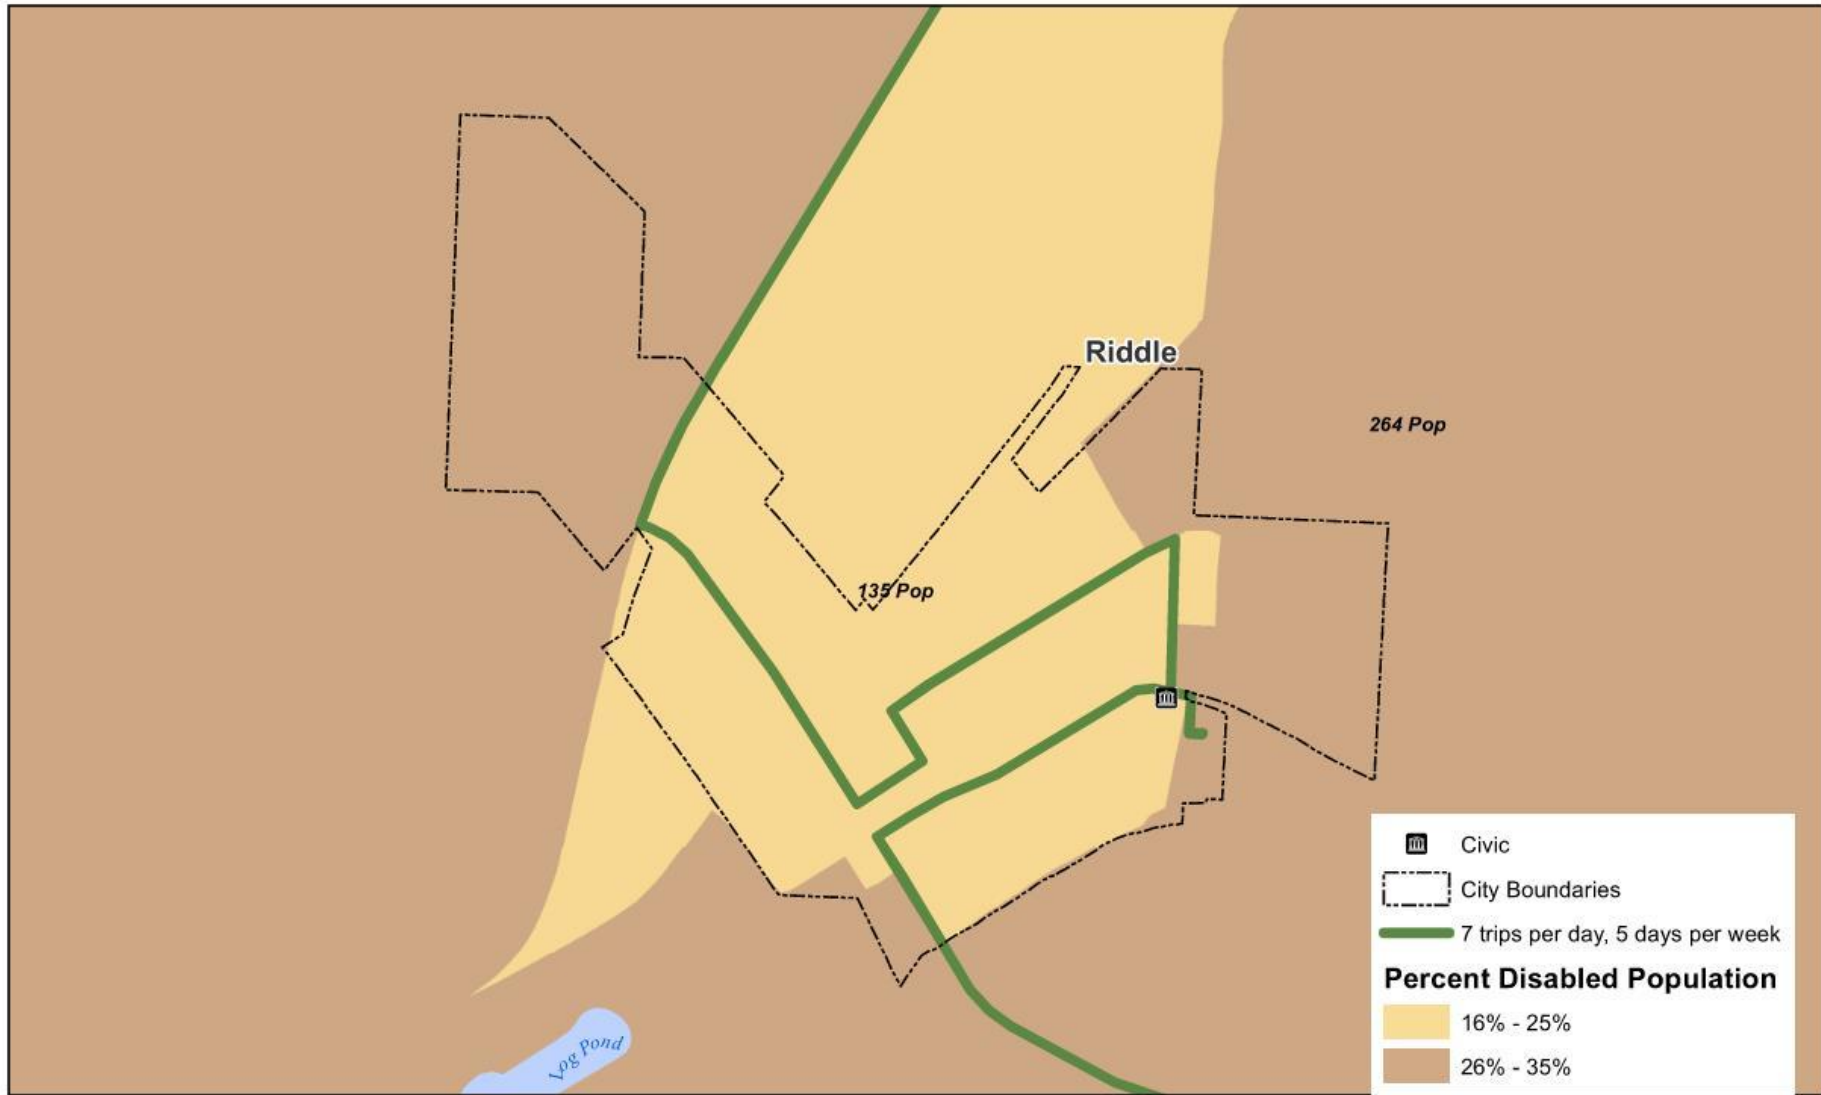 Riddle
264 Pop
135 Pop
Log Pond
Civic
City Boundaries
7 trips per day, 5 days per week
Percent Disabled Population
16% - 25%
26% - 35%